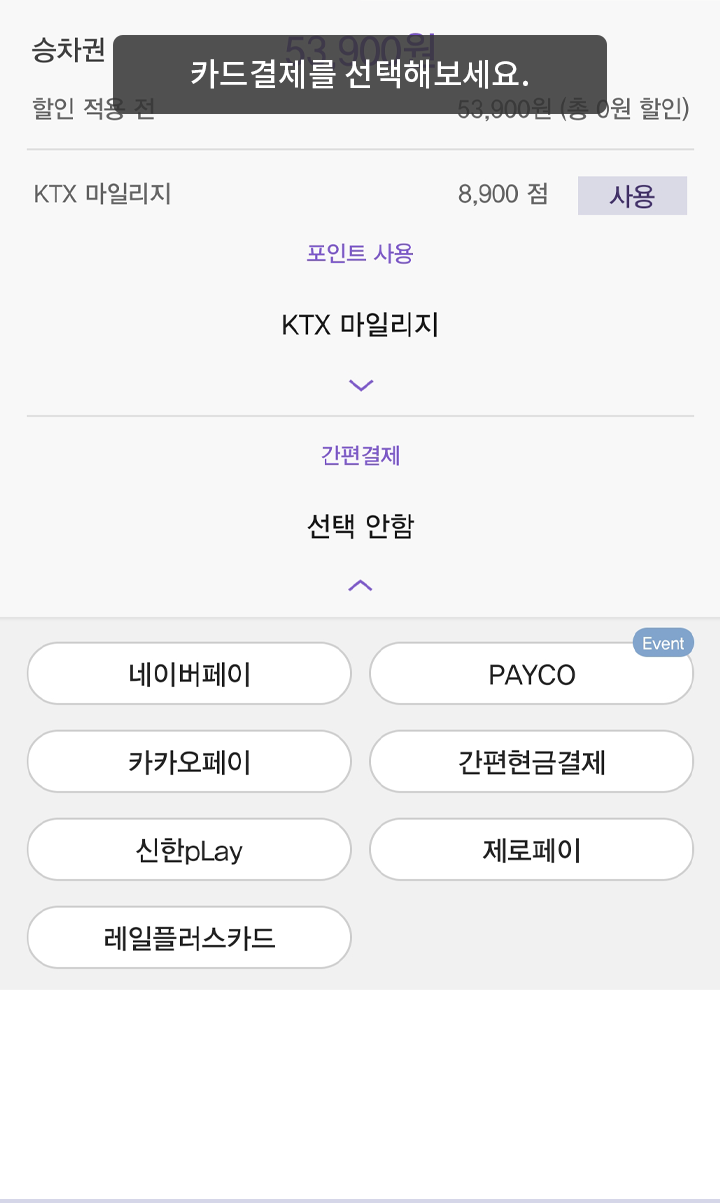 승차권 53,900원
카드결제를 선택해보세요.
할인 적용 전 53,900원 (총 0원 할인)
KTX 마일리지 8,900 점 사용
포인트 사용
KTX 마일리지
간편결제
선택 안함
Event
네이버페이 PAYCO
카카오페이 간편현금결제
신한pLay 제로페이
레일플러스카드